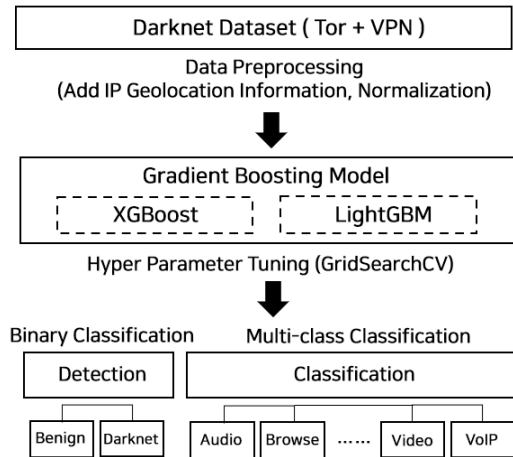 Darknet Dataset ( Tor + VPN )
Data Preprocessing
(Add IP Geolocation Information, Normalization)
Gradient Boosting Model
XGBoost
LightGBM
Hyper Parameter Tuning (GridSearchCV)
Binary Classification
Multi-class Classification
Detection
Classification
Benign
Darknet
Audio
Browse
......
Video
VoIP